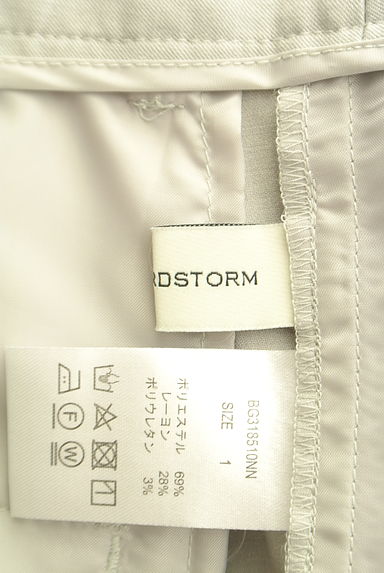 RDSTORM
BG318510NN
SIZE 1
ポリエステル 69%
レーヨン 28%
ポリウレタン 3%
F
W